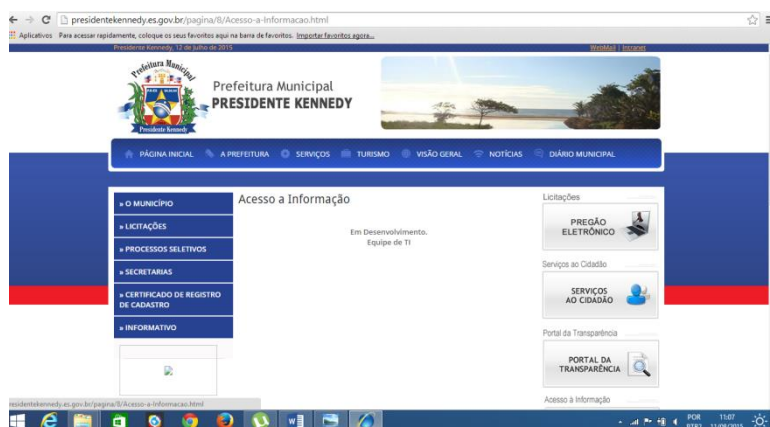 presidentekennedy.es.gov.br/pagina/8/Acesso-a-Informacao.html
Aplicativos Para acessar rapidamente, coloque os seus favoritos aqui na barra de favoritos. Importar favoritos agora...
Presidente Kennedy, 12 de Julho de 2015
WebMail | Intranet
Presidente Kennedy
Prefeitura Municipal
PRESIDENTE KENNEDY
PÁGINA INICIAL A PREFEITURA SERVIÇOS TURISMO VISÃO GERAL NOTÍCIAS DIÁRIO MUNICIPAL
» O MUNICÍPIO
» LICITAÇÕES
» PROCESSOS SELETIVOS
» SECRETARIAS
» CERTIFICADO DE REGISTRO
DE CADASTRO
» INFORMATIVO
Acesso a Informação
Em Desenvolvimento.
Equipe de TI
Licitações
PREGÃO
ELETRÔNICO
Serviços ao Cidadão
SERVIÇOS
AO CIDADÃO
Portal da Transparência
PORTAL DA
TRANSPARÊNCIA
Acesso à Informação
residentekennedy.es.gov.br/pagina/8/Acesso-a-Informacao.html
POR
11:07